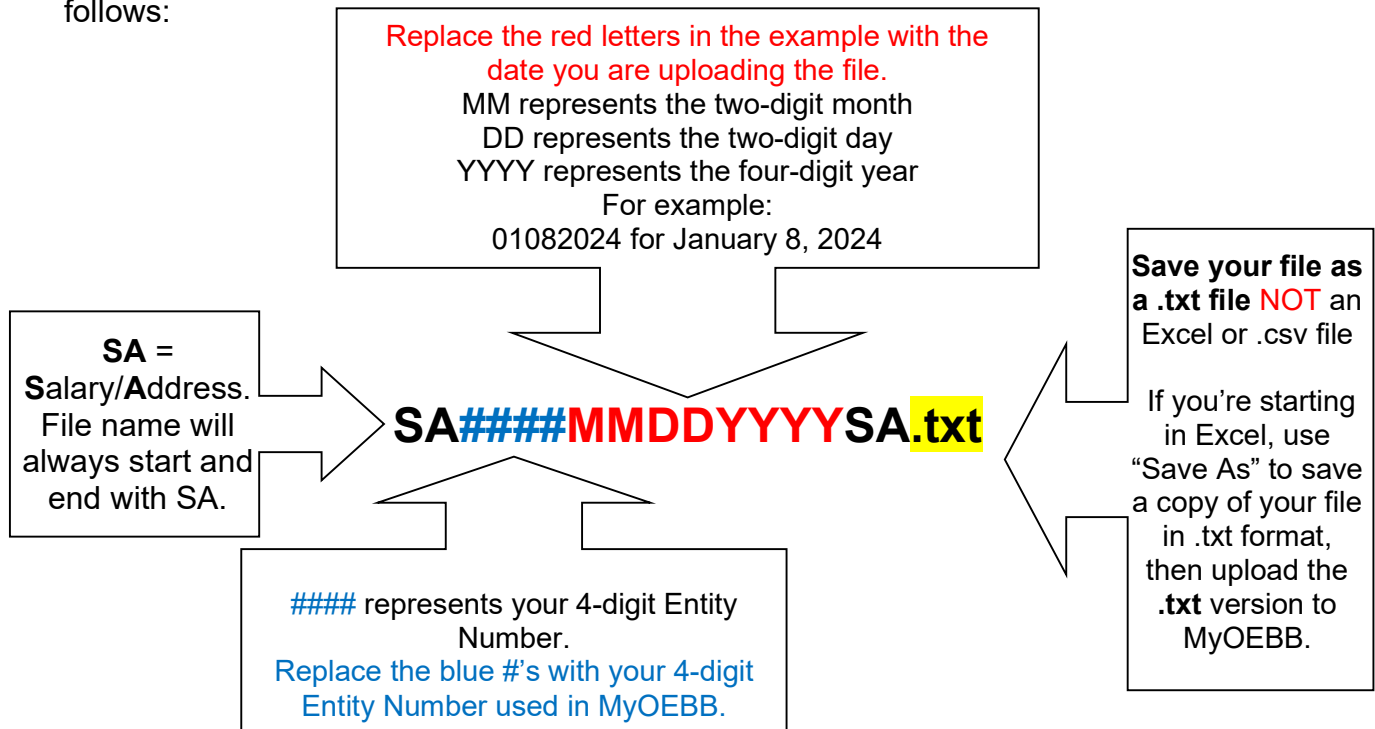 follows:
Replace the red letters in the example with the
date you are uploading the file.
MM represents the two-digit month
DD represents the two-digit day
YYYY represents the four-digit year
For example:
01082024 for January 8, 2024
SA =
Salary/Address.
File name will
always start and
end with SA.
SA####MMDDYYYYSA.txt
Save your file as
a .txt file NOT an
Excel or .csv file
If you’re starting
in Excel, use
“Save As” to save
a copy of your file
in .txt format,
then upload the
.txt version to
MyOEBB.
#### represents your 4-digit Entity
Number.
Replace the blue #’s with your 4-digit
Entity Number used in MyOEBB.